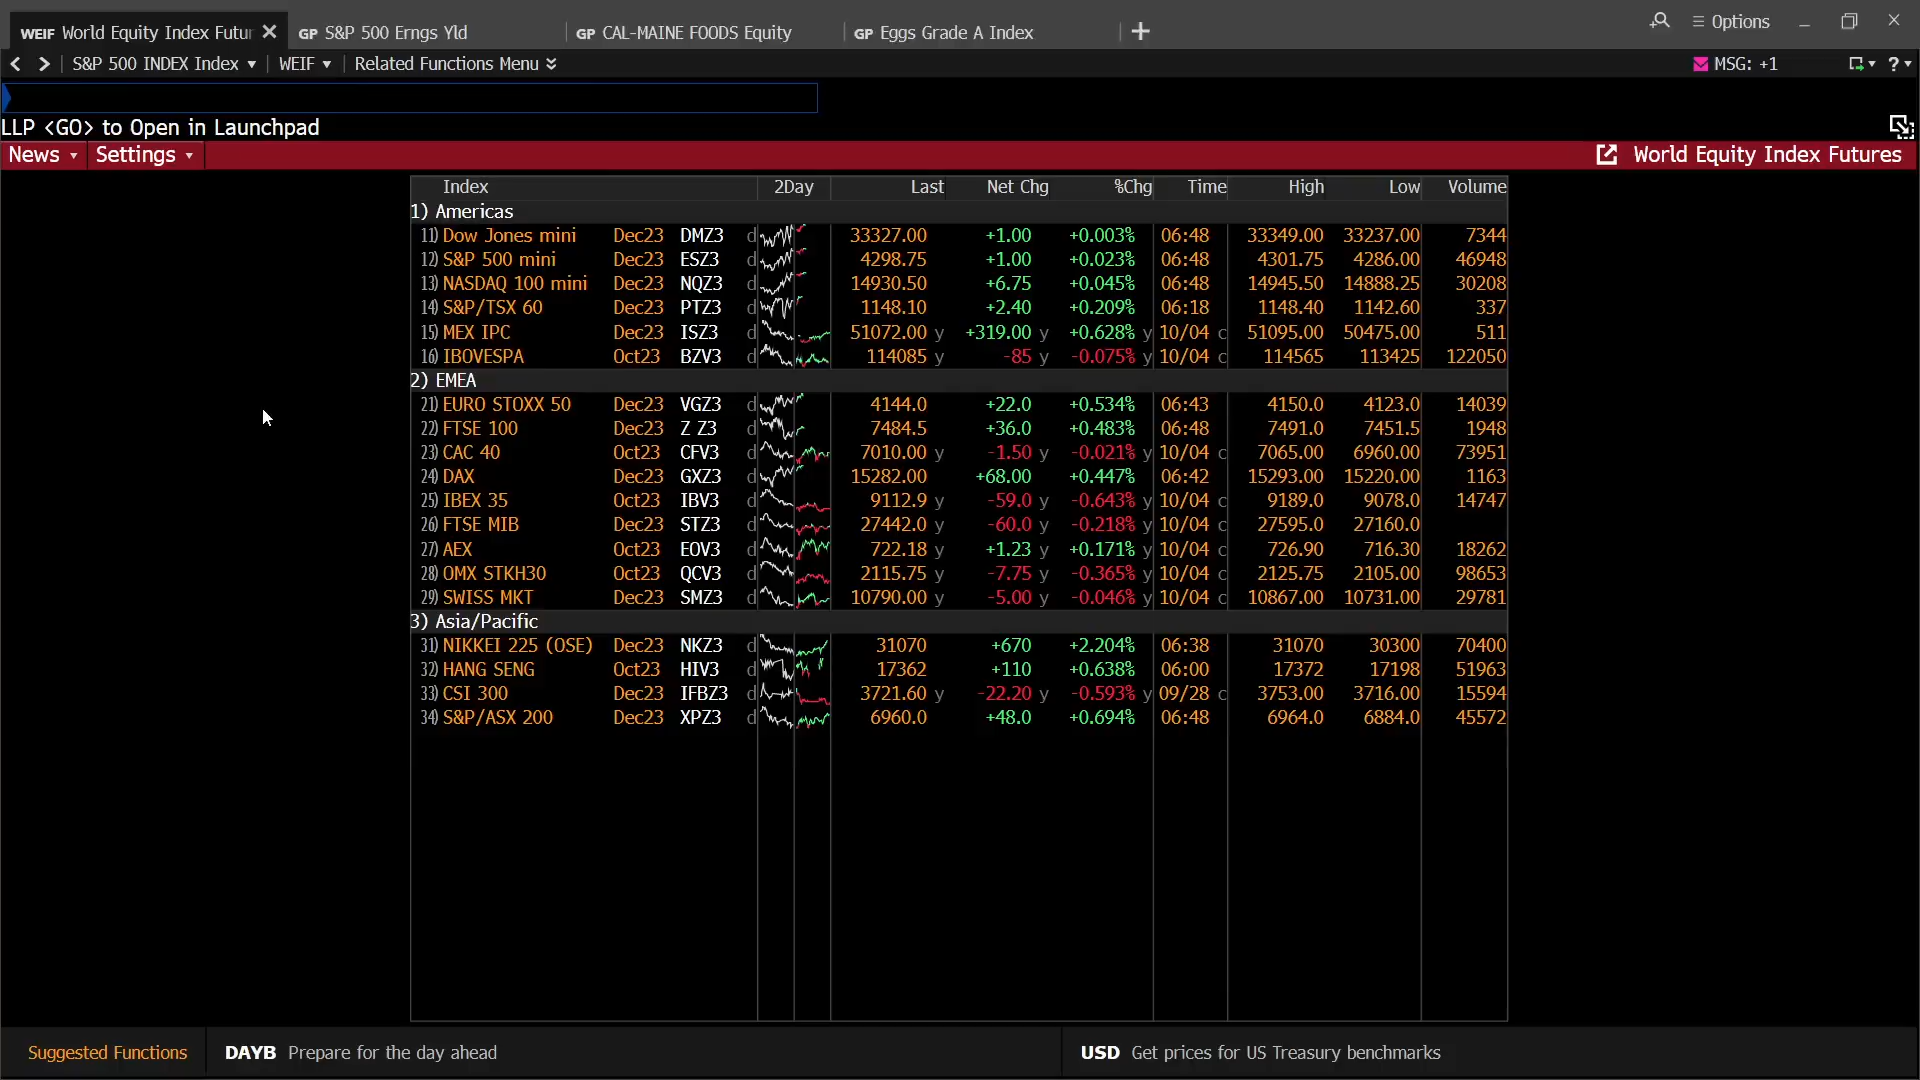 WEIF World Equity Index Futur GP S&P 500 Erngs Yld GP CAL-MAINE FOODS Equity GP Eggs Grade A Index Options
S&P 500 INDEX Index WEIF Related Functions Menu MSG: +1 ?
LLP <GO> to Open in Launchpad
News Settings World Equity Index Futures
Index 2Day Last Net Chg %Chg Time High Low Volume
1) Americas
11) Dow Jones mini Dec23 DMZ3 d 33327.00 +1.00 +0.003% 06:48 33349.00 33237.00 7344
12) S&P 500 mini Dec23 ESZ3 d 4298.75 +1.00 +0.023% 06:48 4301.75 4286.00 46948
13) NASDAQ 100 mini Dec23 NQZ3 d 14930.50 +6.75 +0.045% 06:48 14945.50 14888.25 30208
14) S&P/TSX 60 Dec23 PTZ3 d 1148.10 +2.40 +0.209% 06:18 1148.40 1142.60 337
15) MEX IPC Dec23 ISZ3 d 51072.00 y +319.00 y +0.628% y 10/04 c 51095.00 50475.00 511
16) IBOVESPA Oct23 BZV3 d 114085 y -85 y -0.075% y 10/04 c 114565 113425 122050
2) EMEA
21) EURO STOXX 50 Dec23 VGZ3 d 4144.0 +22.0 +0.534% 06:43 4150.0 4123.0 14039
22) FTSE 100 Dec23 Z Z3 d 7484.5 +36.0 +0.483% 06:48 7491.0 7451.5 1948
23) CAC 40 Oct23 CFV3 d 7010.00 y -1.50 y -0.021% y 10/04 c 7065.00 6960.00 73951
24) DAX Dec23 GXZ3 d 15282.00 +68.00 +0.447% 06:42 15293.00 15220.00 1163
25) IBEX 35 Oct23 IBV3 d 9112.9 y -59.0 y -0.643% y 10/04 c 9189.0 9078.0 14747
26) FTSE MIB Dec23 STZ3 d 27442.0 y -60.0 y -0.218% y 10/04 c 27595.0 27160.0
27) AEX Oct23 EOV3 d 722.18 y +1.23 y +0.171% y 10/04 c 726.90 716.30 18262
28) OMX STKH30 Oct23 QCV3 d 2115.75 y -7.75 y -0.365% y 10/04 c 2125.75 2105.00 98653
29) SWISS MKT Dec23 SMZ3 d 10790.00 y -5.00 y -0.046% y 10/04 c 10867.00 10731.00 29781
3) Asia/Pacific
31) NIKKEI 225 (OSE) Dec23 NKZ3 d 31070 +670 +2.204% 06:38 31070 30300 70400
32) HANG SENG Oct23 HIV3 d 17362 +110 +0.638% 06:00 17372 17198 51963
33) CSI 300 Dec23 IFBZ3 d 3721.60 y -22.20 y -0.593% y 09/28 c 3753.00 3716.00 15594
34) S&P/ASX 200 Dec23 XPZ3 d 6960.0 +48.0 +0.694% 06:48 6964.0 6884.0 45572
Suggested Functions DAYB Prepare for the day ahead USD Get prices for US Treasury benchmarks